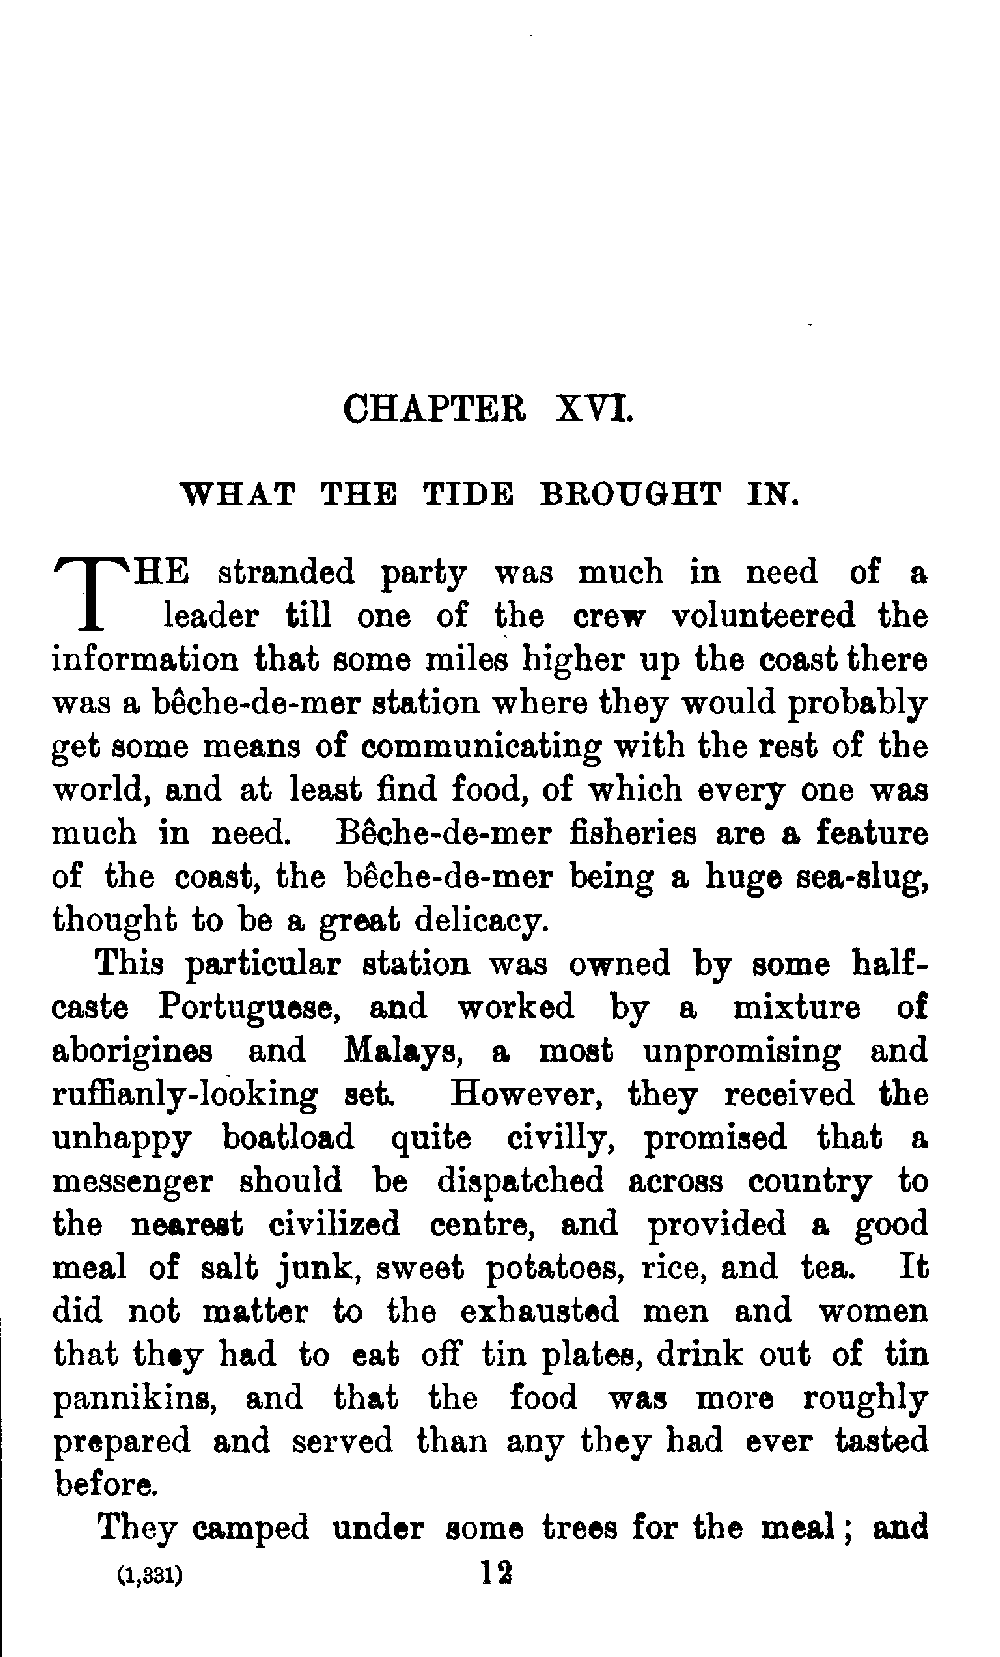 CHAPTER XVI.
WHAT THE TIDE BROUGHT IN.
THE stranded party was much in need of a
leader till one of the crew volunteered the
information that some miles higher up the coast there
was a bêche-de-mer station where they would probably
get some means of communicating with the rest of the
world, and at least find food, of which every one was
much in need. Bêche-de-mer fisheries are a feature
of the coast, the bêche-de-mer being a huge sea-slug,
thought to be a great delicacy.
This particular station was owned by some half-
caste Portuguese, and worked by a mixture of
aborigines and Malays, a most unpromising and
ruffianly-looking set. However, they received the
unhappy boatload quite civilly, promised that a
messenger should be dispatched across country to
the nearest civilized centre, and provided a good
meal of salt junk, sweet potatoes, rice, and tea. It
did not matter to the exhausted men and women
that they had to eat off tin plates, drink out of tin
pannikins, and that the food was more roughly
prepared and served than any they had ever tasted
before.
They camped under some trees for the meal; and
(1,331) 12